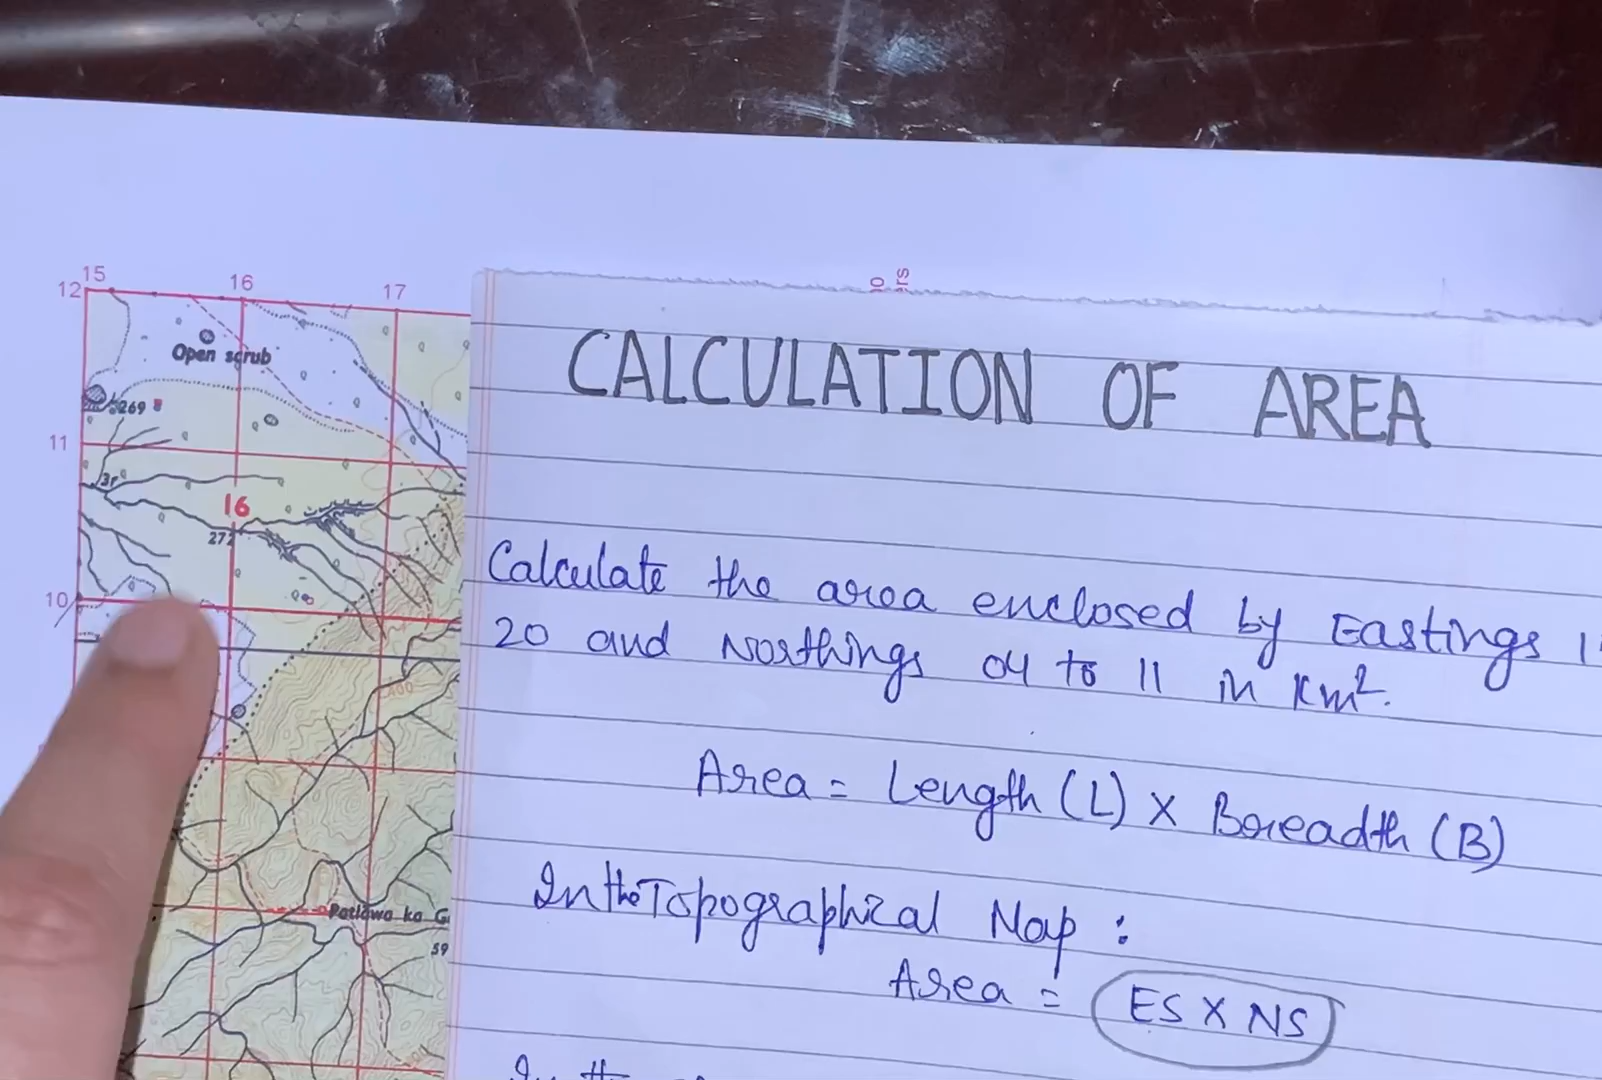 15
16
17
12
Open scrub
269
11
3r
16
10
400
Patlawa ka G
59
CALCULATION OF AREA
Calculate the area enclosed by Eastings
20 and Northings 04 to 11 in Km².
Area = Length (L) X Breadth (B)
In the Topographical Map :
Area = ES X NS